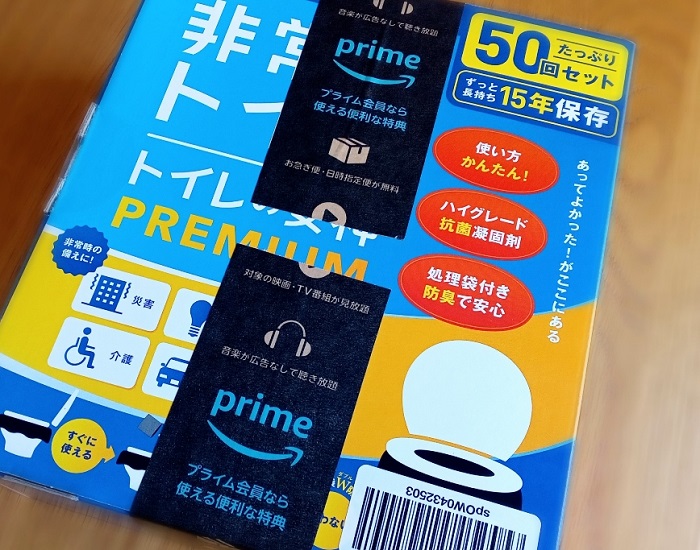 非常
音楽が広告なしで聴き放題
prime
プライム会員なら
使える便利な特典
お急ぎ便・日時指定便が無料
50回セット
たっぷり
ずっと
長持ち
15年保存
使い方
かんたん!
ハイグレード
抗菌凝固剤
処理袋付き
防臭で安心
あってよかった!がここにある
トイレの女神
PREMIUM
非常時の
備えに!
災害
介護
すぐに
使える
対象の映画・TV番組が見放題
音楽が広告なしで聴き放題
prime
プライム会員なら
使える便利な特典
spOW0432503